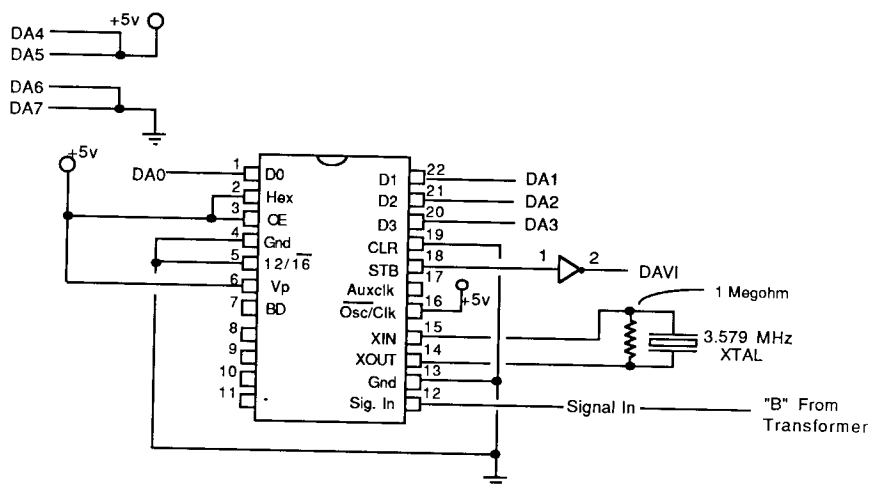 +5v
DA4
DA5
DA6
DA7
+5v
DA0
1 D0
2 Hex
3 OE
4 Gnd
5 12/16
6 Vp
7 BD
8
9
10
11
D1 22 DA1
D2 21 DA2
D3 20 DA3
CLR 19
STB 18
1 2 DAVI
Auxclk 17
Osc/Clk 16
+5v
XIN 15
XOUT 14
Gnd 13
Sig. In 12
1 Megohm
3.579 MHz
XTAL
Signal In
"B" From
Transformer